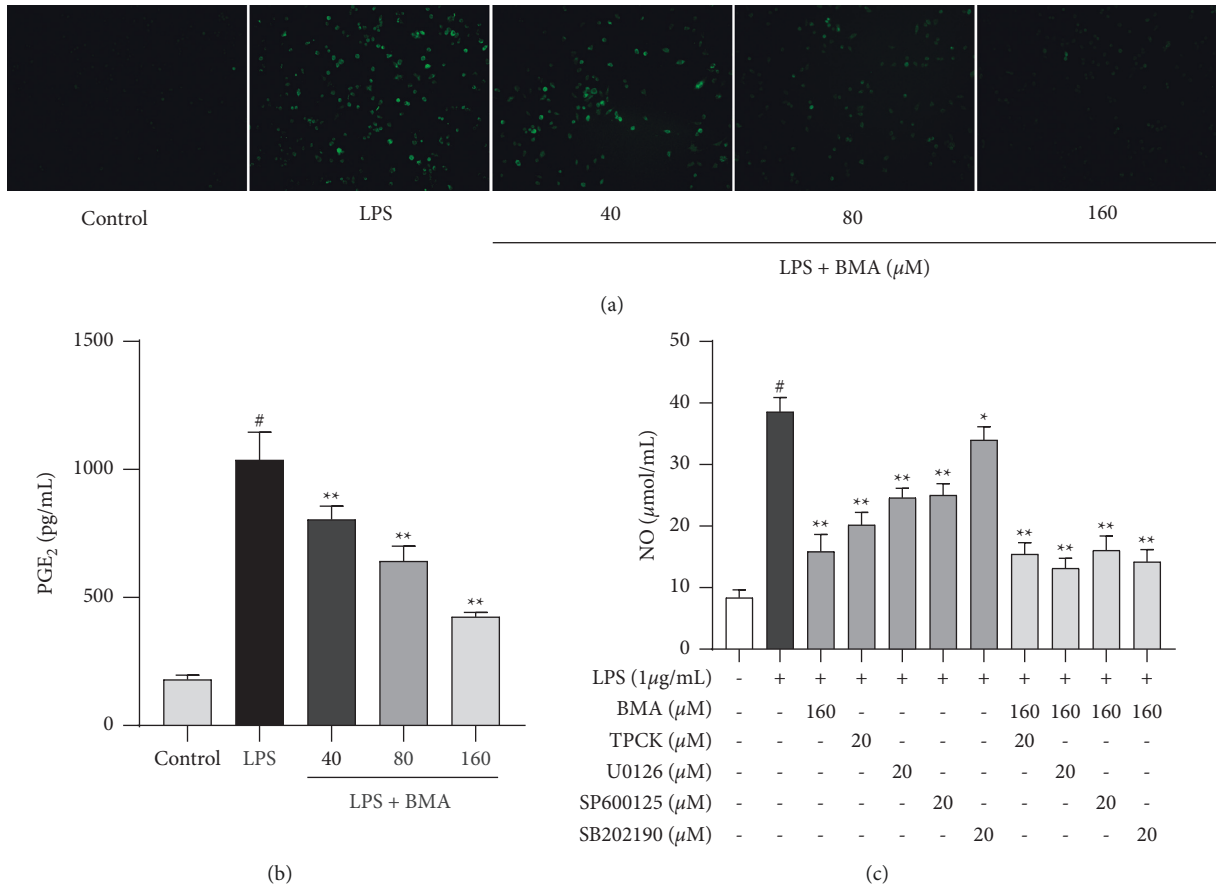 Control LPS 40 80 160
LPS + BMA (μM)
(a)
1500
1000
500
0
PGE2 (pg/mL)
#
**
**
**
Control LPS 40 80 160
LPS + BMA
(b)
50
40
30
20
10
0
NO (μmol/mL)
#
**
**
**
**
*
**
**
**
**
LPS (1μg/mL) - + + + + + + + + + +
BMA (μM) - - 160 - - - - 160 160 160 160
TPCK (μM) - - - 20 - - - 20 - - -
U0126 (μM) - - - - 20 - - - 20 - -
SP600125 (μM) - - - - - 20 - - - 20 -
SB202190 (μM) - - - - - - 20 - - - 20
(c)